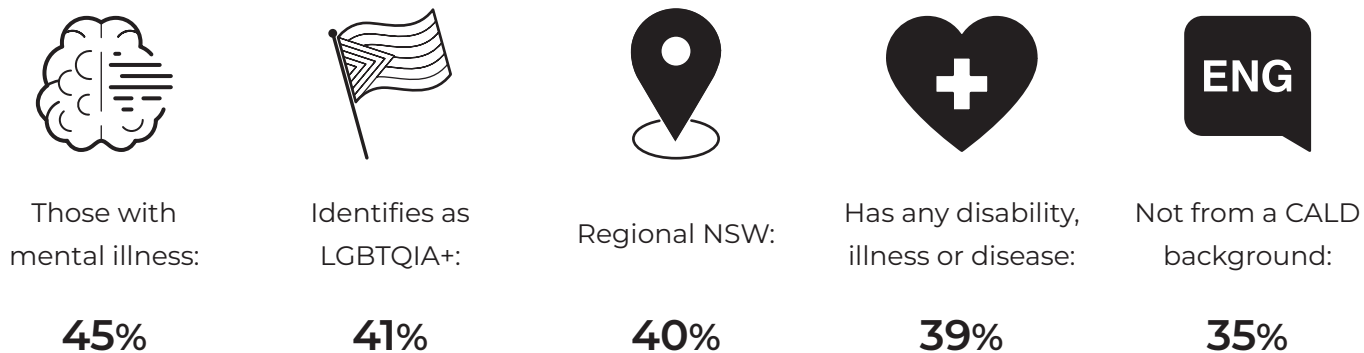 ENG
Those with
mental illness:
45%
Identifies as
LGBTQIA+:
41%
Regional NSW:
40%
Has any disability,
illness or disease:
39%
Not from a CALD
background:
35%